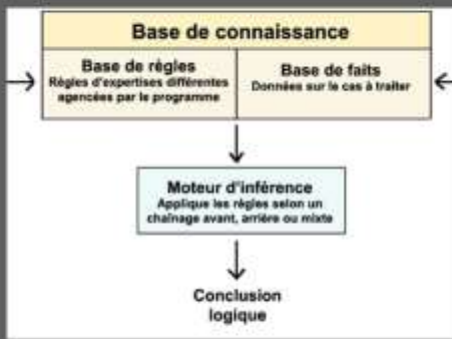 Base de connaissance
Base de règles
Règles d'expertises différentes
agencées par le programme
Base de faits
Données sur le cas à traiter
Moteur d'inférence
Applique les règles selon un
chaînage avant, arrière ou mixte
Conclusion
logique